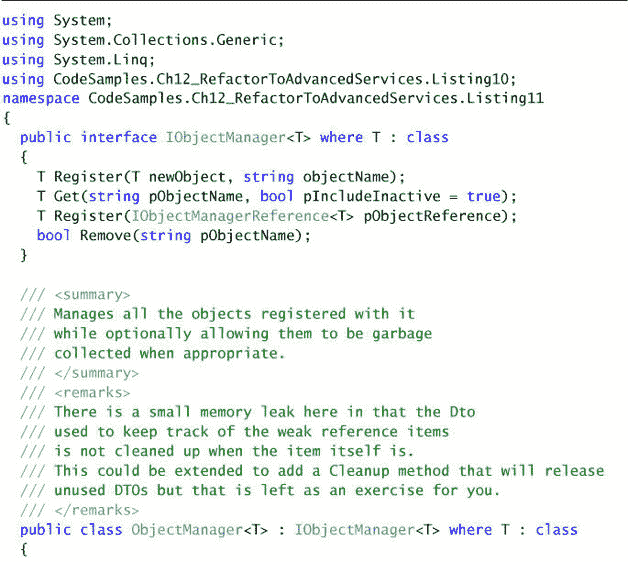 using System;
using System.Collections.Generic;
using System.Linq;
using CodeSamples.Ch12_RefactorToAdvancedServices.Listing10;
namespace CodeSamples.Ch12_RefactorToAdvancedServices.Listing11
{
  public interface IObjectManager<T> where T : class
  {
    T Register(T newObject, string objectName);
    T Get(string pObjectName, bool pIncludeInactive = true);
    T Register(IObjectManagerReference<T> pObjectReference);
    bool Remove(string pObjectName);
  }

  /// <summary>
  /// Manages all the objects registered with it
  /// while optionally allowing them to be garbage
  /// collected when appropriate.
  /// </summary>
  /// <remarks>
  /// There is a small memory leak here in that the Dto
  /// used to keep track of the weak reference items
  /// is not cleaned up when the item itself is.
  /// This could be extended to add a Cleanup method that will release
  /// unused DTOs but that is left as an exercise for you.
  /// </remarks>
  public class ObjectManager<T> : IObjectManager<T> where T : class
  {